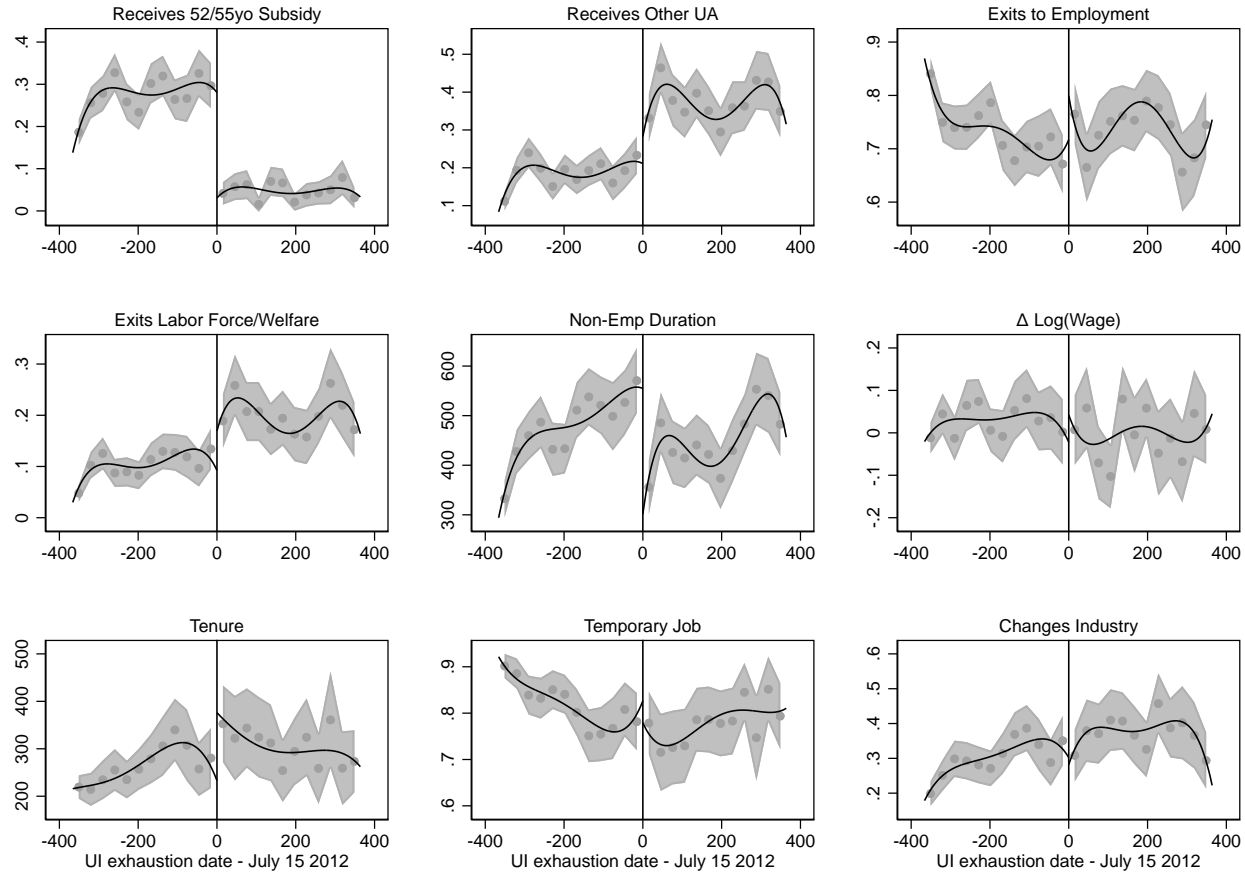 Receives 52/55yo Subsidy
.4
.3
.2
.1
0
-400 -200 0 200 400
Receives Other UA
.5
.4
.3
.2
.1
-400 -200 0 200 400
Exits to Employment
.9
.8
.7
.6
-400 -200 0 200 400
Exits Labor Force/Welfare
.3
.2
.1
0
-400 -200 0 200 400
Non-Emp Duration
600
500
400
300
-400 -200 0 200 400
Δ Log(Wage)
.2
.1
0
-.1
-.2
-400 -200 0 200 400
Tenure
500
400
300
200
-400 -200 0 200 400
UI exhaustion date - July 15 2012
Temporary Job
.9
.8
.7
.6
-400 -200 0 200 400
UI exhaustion date - July 15 2012
Changes Industry
.6
.5
.4
.3
.2
-400 -200 0 200 400
UI exhaustion date - July 15 2012